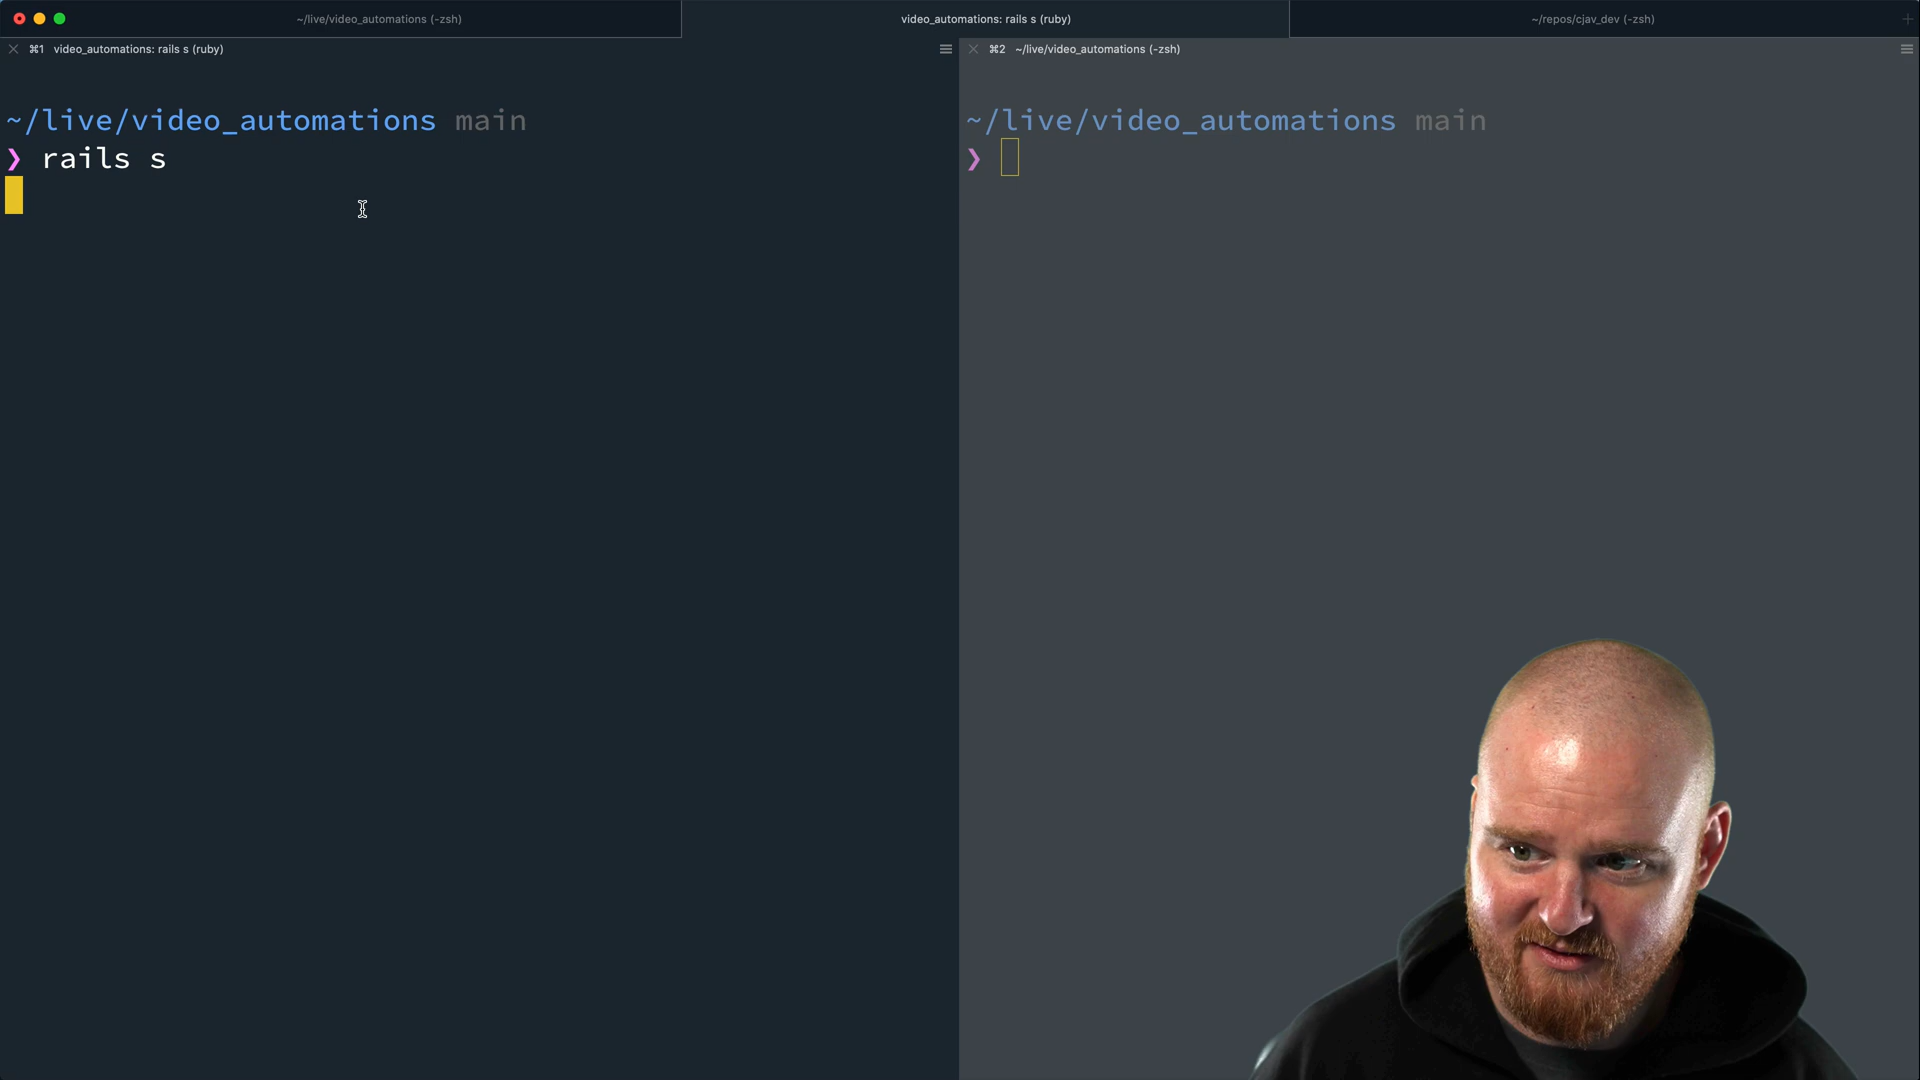 ~/live/video_automations (-zsh)
video_automations: rails s (ruby)
~/repos/cjav_dev (-zsh)
⌘1 video_automations: rails s (ruby)
⌘2 ~/live/video_automations (-zsh)
~/live/video_automations main
❯ rails s
~/live/video_automations main
❯